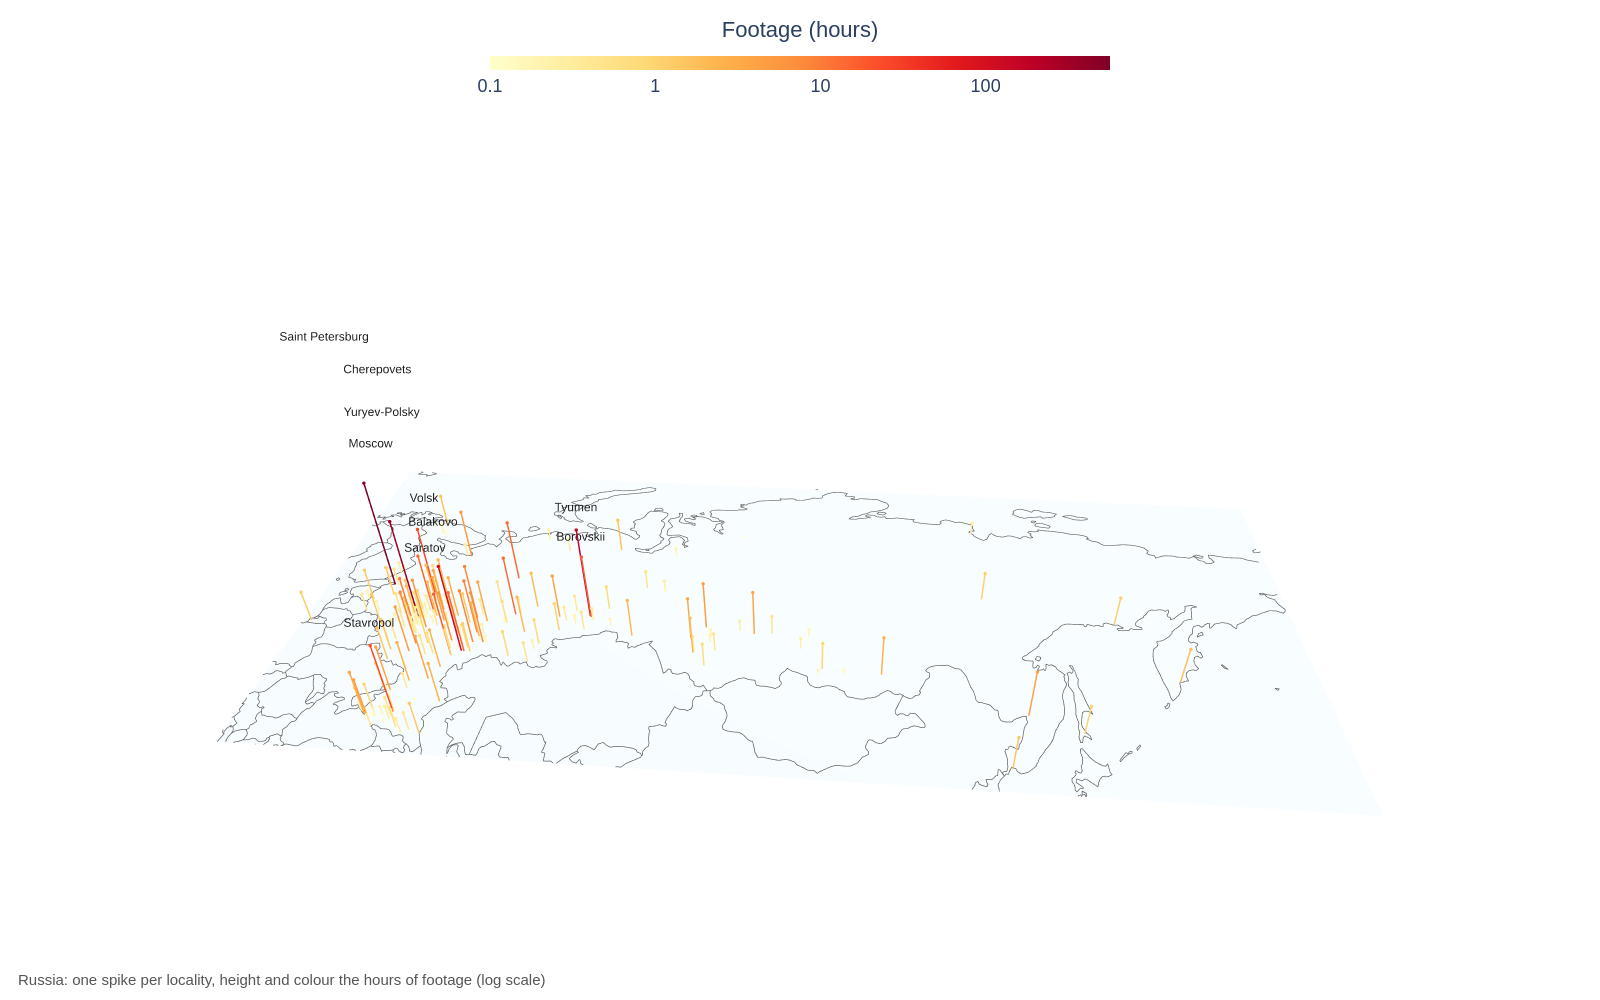 Footage (hours)
0.1 1 10 100
Saint Petersburg
Cherepovets
Yuryev-Polsky
Moscow
Volsk
Tyumen
Balakovo
Borovskii
Saratov
Stavropol
Russia: one spike per locality, height and colour the hours of footage (log scale)